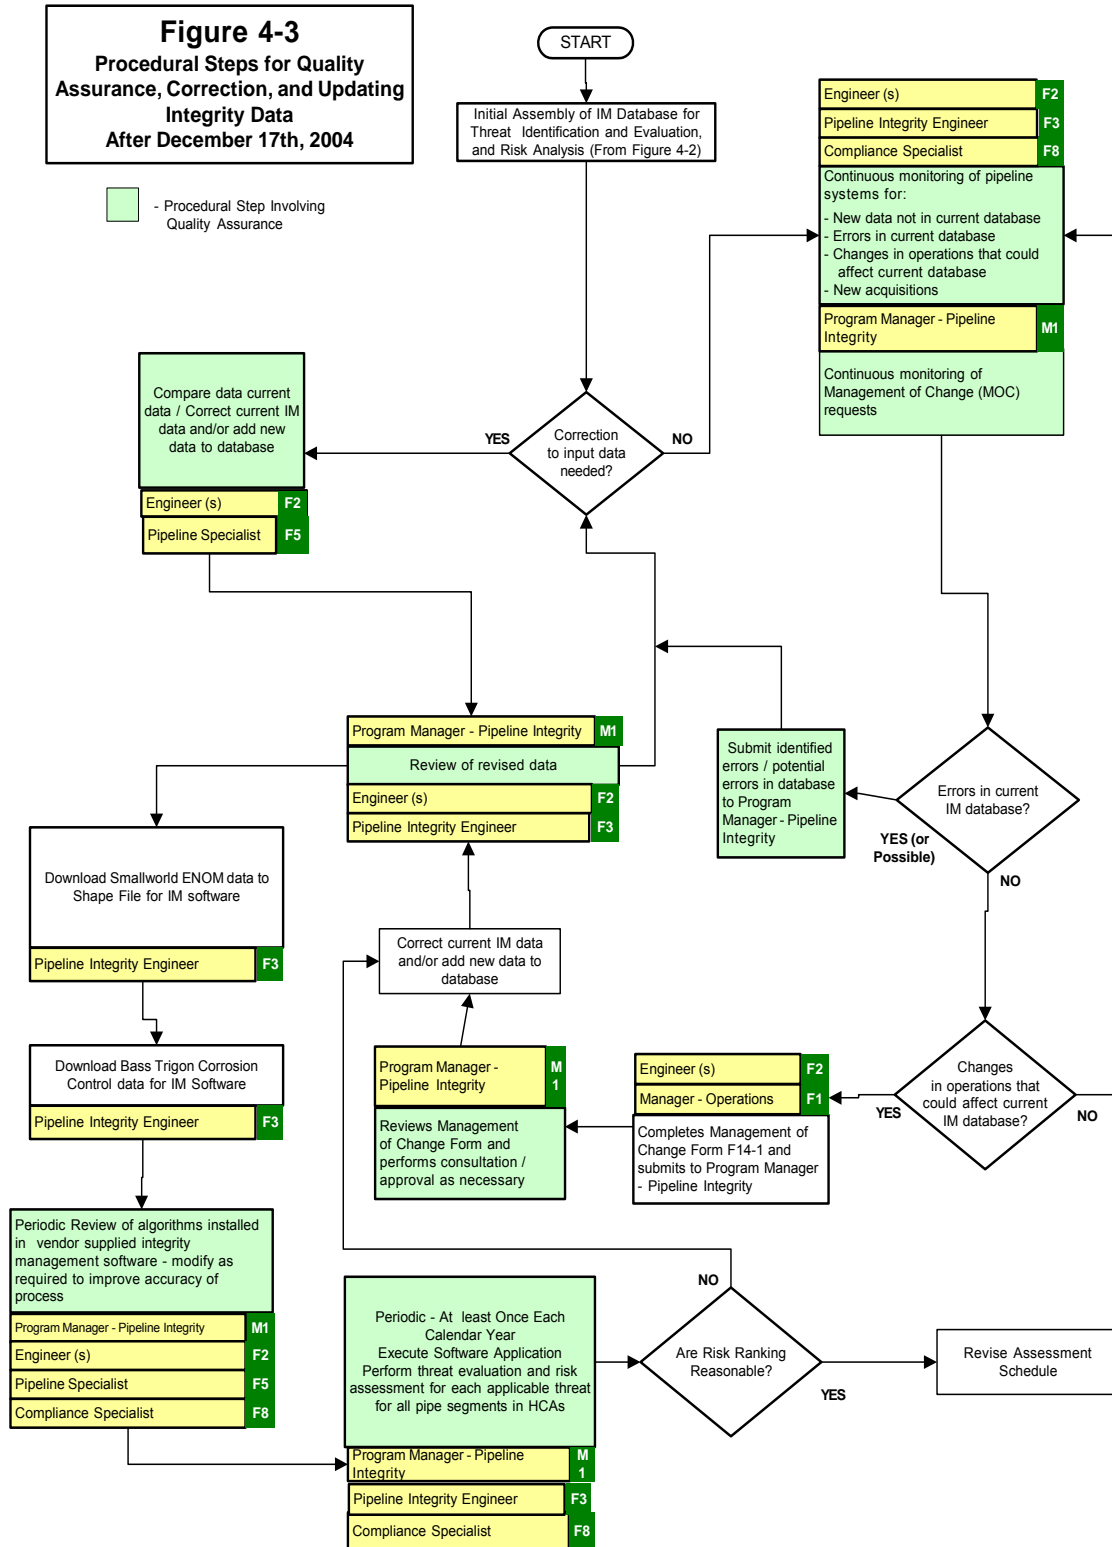 Figure 4-3
Procedural Steps for Quality
Assurance, Correction, and Updating
Integrity Data
After December 17th, 2004
- Procedural Step Involving
Quality Assurance
START
Initial Assembly of IM Database for
Threat Identification and Evaluation,
and Risk Analysis (From Figure 4-2)
Engineer (s) F2
Pipeline Integrity Engineer F3
Compliance Specialist F8
Continuous monitoring of pipeline
systems for:
- New data not in current database
- Errors in current database
- Changes in operations that could
affect current database
- New acquisitions
Program Manager - Pipeline
Integrity M1
Continuous monitoring of
Management of Change (MOC)
requests
Compare data current
data / Correct current IM
data and/or add new
data to database
Engineer (s) F2
Pipeline Specialist F5
YES
Correction
to input data
needed?
NO
Program Manager - Pipeline Integrity M1
Review of revised data
Engineer (s) F2
Pipeline Integrity Engineer F3
Submit identified
errors / potential
errors in database
to Program
Manager - Pipeline
Integrity
Errors in current
IM database?
YES (or
Possible)
NO
Download Smallworld ENOM data to
Shape File for IM software
Pipeline Integrity Engineer F3
Correct current IM data
and/or add new data to
database
Download Bass Trigon Corrosion
Control data for IM Software
Pipeline Integrity Engineer F3
Program Manager -
Pipeline Integrity
M
1
Reviews Management
of Change Form and
performs consultation /
approval as necessary
Engineer (s) F2
Manager - Operations F1
Completes Management of
Change Form F14-1 and
submits to Program Manager
- Pipeline Integrity
YES
Changes
in operations that
could affect current
IM database?
NO
Periodic Review of algorithms installed
in vendor supplied integrity
management software - modify as
required to improve accuracy of
process
Program Manager - Pipeline Integrity M1
Engineer (s) F2
Pipeline Specialist F5
Compliance Specialist F8
Periodic - At least Once Each
Calendar Year
Execute Software Application
Perform threat evaluation and risk
assessment for each applicable threat
for all pipe segments in HCAs
Program Manager - Pipeline
Integrity
M
1
Pipeline Integrity Engineer F3
Compliance Specialist F8
NO
Are Risk Ranking
Reasonable?
YES
Revise Assessment
Schedule